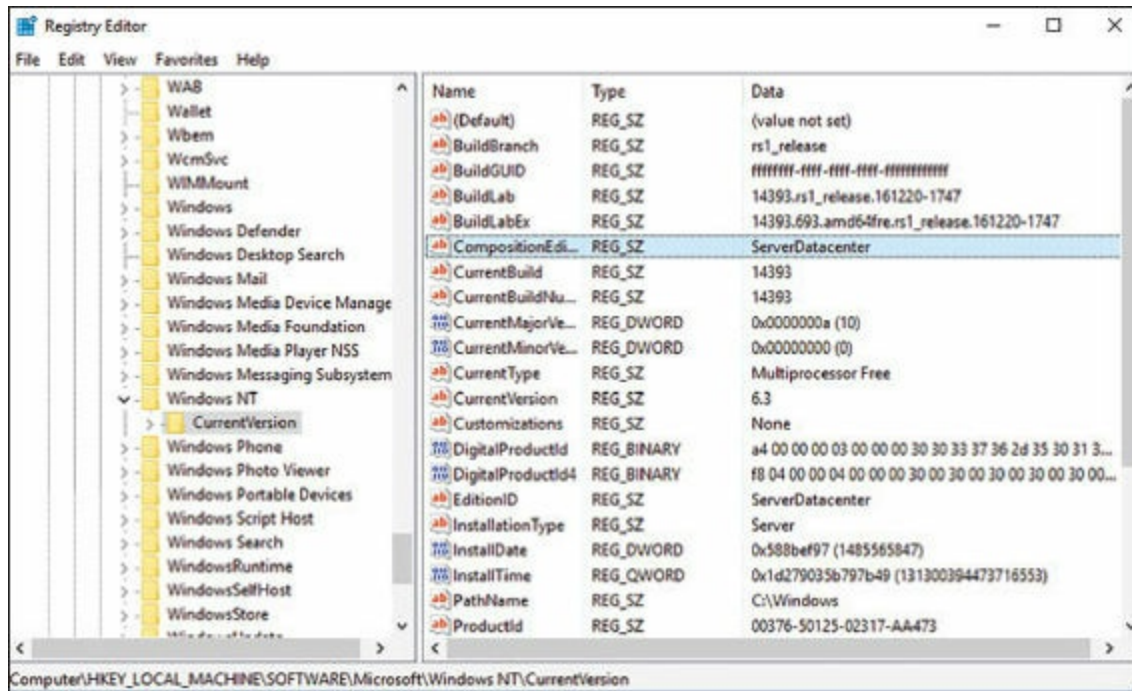 Registry Editor
File Edit View Favorites Help
WAB
Wallet
Wbem
WcmSvc
WIMMount
Windows
Windows Defender
Windows Desktop Search
Windows Mail
Windows Media Device Manage
Windows Media Foundation
Windows Media Player NSS
Windows Messaging Subsystem
Windows NT
CurrentVersion
Windows Phone
Windows Photo Viewer
Windows Portable Devices
Windows Script Host
Windows Search
WindowsRuntime
WindowsSelfHost
WindowsStore
Name Type Data
(Default) REG_SZ (value not set)
BuildBranch REG_SZ rs1_release
BuildGUID REG_SZ ffffffff-ffff-ffff-ffff-ffffffffffff
BuildLab REG_SZ 14393.rs1_release.161220-1747
BuildLabEx REG_SZ 14393.693.amd64fre.rs1_release.161220-1747
CompositionEdi... REG_SZ ServerDatacenter
CurrentBuild REG_SZ 14393
CurrentBuildNu... REG_SZ 14393
CurrentMajorVe... REG_DWORD 0x0000000a (10)
CurrentMinorVe... REG_DWORD 0x00000000 (0)
CurrentType REG_SZ Multiprocessor Free
CurrentVersion REG_SZ 6.3
Customizations REG_SZ None
DigitalProductId REG_BINARY a4 00 00 00 03 00 00 00 30 30 33 37 36 2d 35 30 31 3...
DigitalProductId4 REG_BINARY f8 04 00 00 04 00 00 00 30 00 30 00 30 00 30 00 30 00...
EditionID REG_SZ ServerDatacenter
InstallationType REG_SZ Server
InstallDate REG_DWORD 0x588bef97 (1485565847)
InstallTime REG_QWORD 0x1d279035b797b49 (131300394473716553)
PathName REG_SZ C:\Windows
ProductId REG_SZ 00376-50125-02317-AA473
Computer\HKEY_LOCAL_MACHINE\SOFTWARE\Microsoft\Windows NT\CurrentVersion